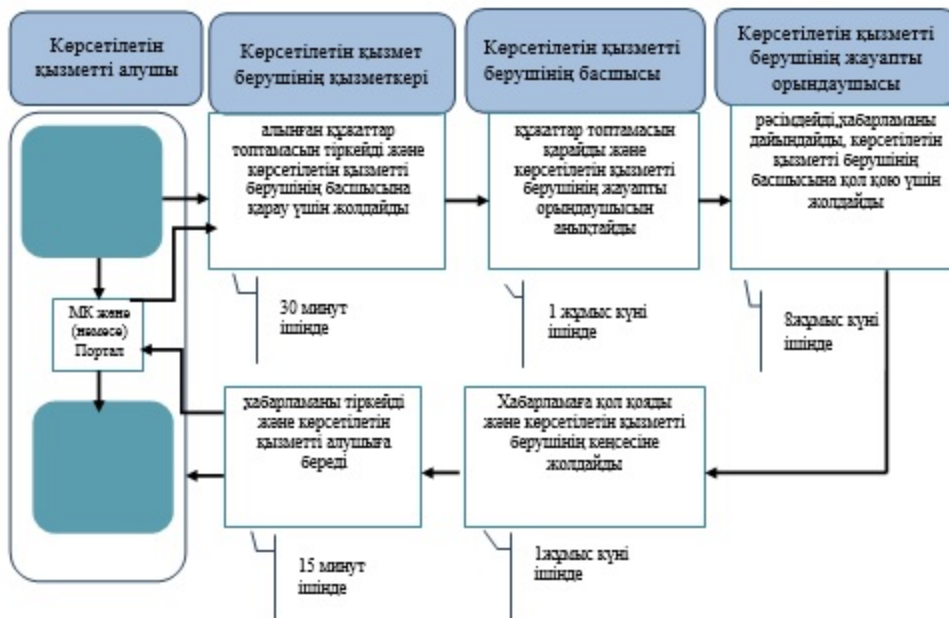 Көрсетілетін
қызметті алушы
Көрсетілетін қызмет
берушінің қызметкері
Көрсетілетін қызметті
берушінің басшысы
Көрсетілетін қызметті
берушінің жауапты
орындаушысы
алынған құжаттар
топтамасын тіркейді және
көрсетілетін қызметті
берушінің басшысына
қарау үшін жолдайды
құжаттар топтамасын
қарайды және
көрсетілетін қызметті
берушінің жауапты
орындаушысын
анықтайды
рәсімдейді,хабарламаны
дайындайды, көрсетілетін
қызметті берушінің
басшысына қол қою үшін
жолдайды
МК және
(немесе)
Портал
30 минут
ішінде
1 жұмыс күні
ішінде
8жұмыс күні
ішінде
хабарламаны тіркейді
және көрсетілетін
қызметті алушыға
береді
Хабарламаға қол қояды
және көрсетілетін қызметті
берушінің кеңсесіне
жолдайды
15 минут
ішінде
1жұмыс күні
ішінде